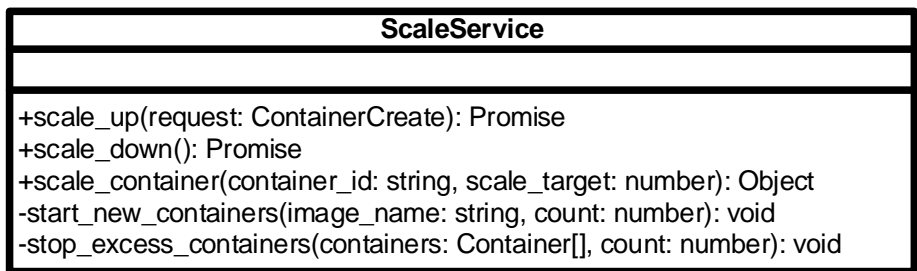 ScaleService
+scale_up(request: ContainerCreate): Promise
+scale_down(): Promise
+scale_container(container_id: string, scale_target: number): Object
-start_new_containers(image_name: string, count: number): void
-stop_excess_containers(containers: Container[], count: number): void